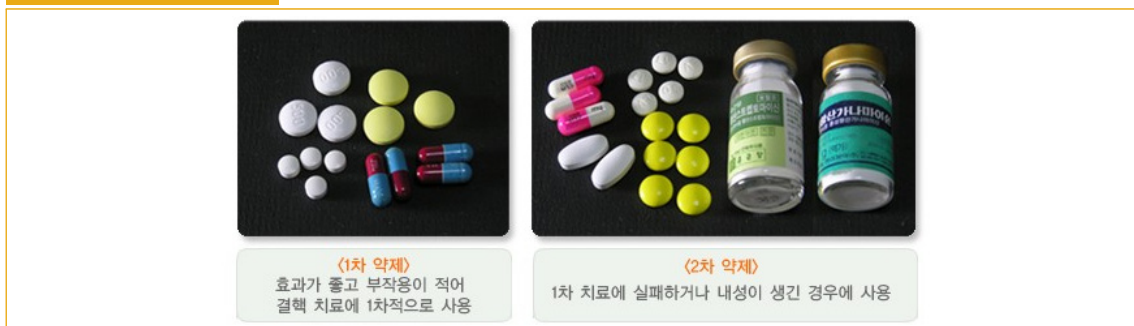 〈1차 약제〉
효과가 좋고 부작용이 적어
결핵 치료에 1차적으로 사용
〈2차 약제〉
1차 치료에 실패하거나 내성이 생긴 경우에 사용